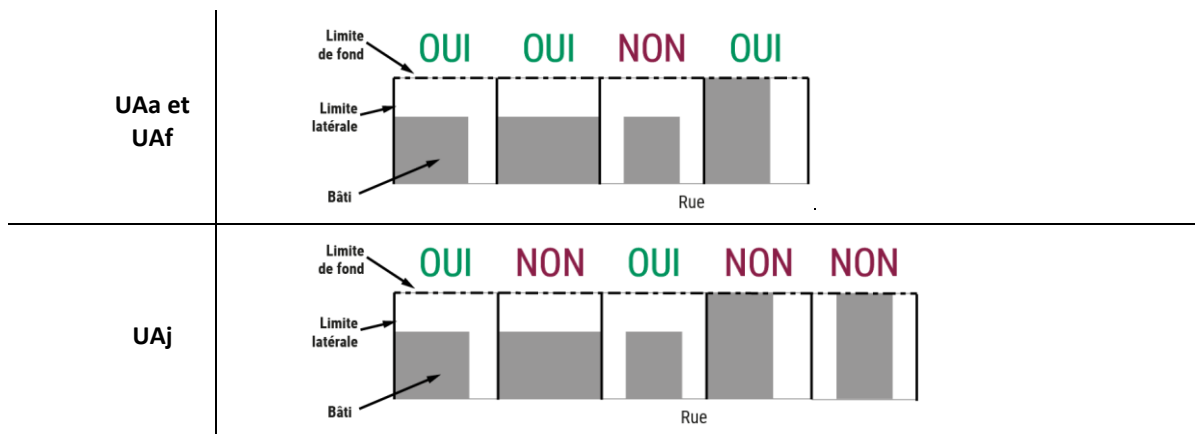 UAa et
UAf
Limite
de fond
OUI OUI NON OUI
Limite
latérale
Bâti
Rue
.
UAj
Limite
de fond
OUI NON OUI NON NON
Limite
latérale
Bâti
Rue